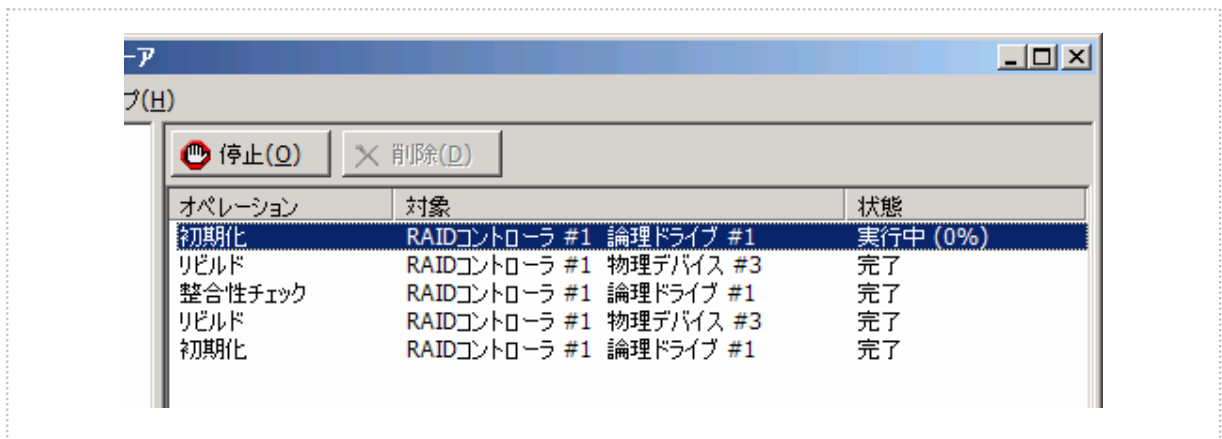 ーア
プ(H)
停止(O) 削除(D)
オペレーション 対象 状態
初期化 RAIDコントローラ #1 論理ドライブ #1 実行中 (0%)
リビルド RAIDコントローラ #1 物理デバイス #3 完了
整合性チェック RAIDコントローラ #1 論理ドライブ #1 完了
リビルド RAIDコントローラ #1 物理デバイス #3 完了
初期化 RAIDコントローラ #1 論理ドライブ #1 完了